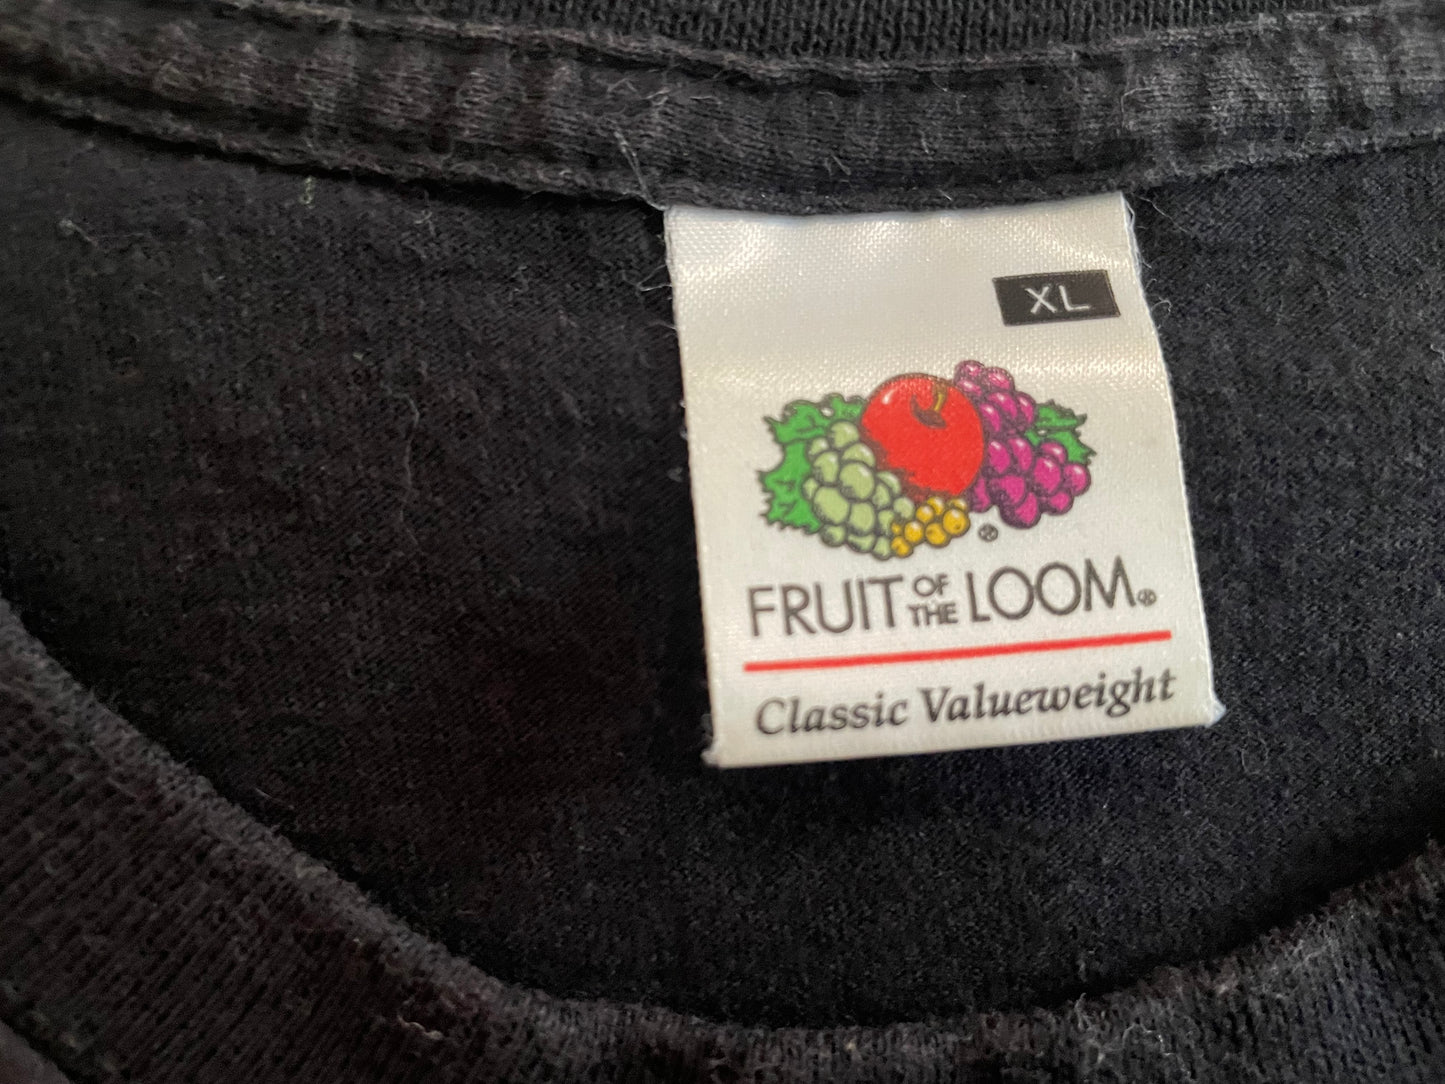 XL
®
FRUIT OF THE LOOM®
Classic Valueweight